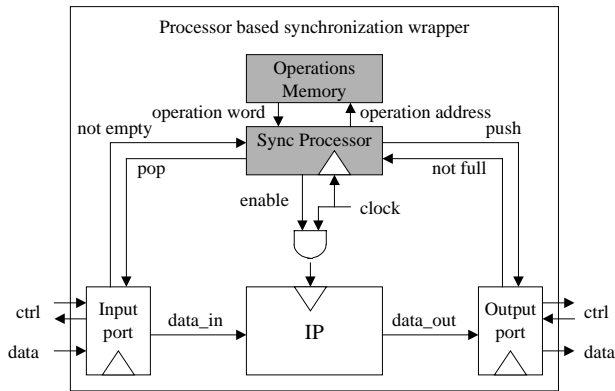 Processor based synchronization wrapper
Operations
Memory
operation word
operation address
not empty
push
Sync Processor
pop
not full
enable
clock
ctrl
Input
port
data_in
IP
data_out
Output
port
ctrl
data
data